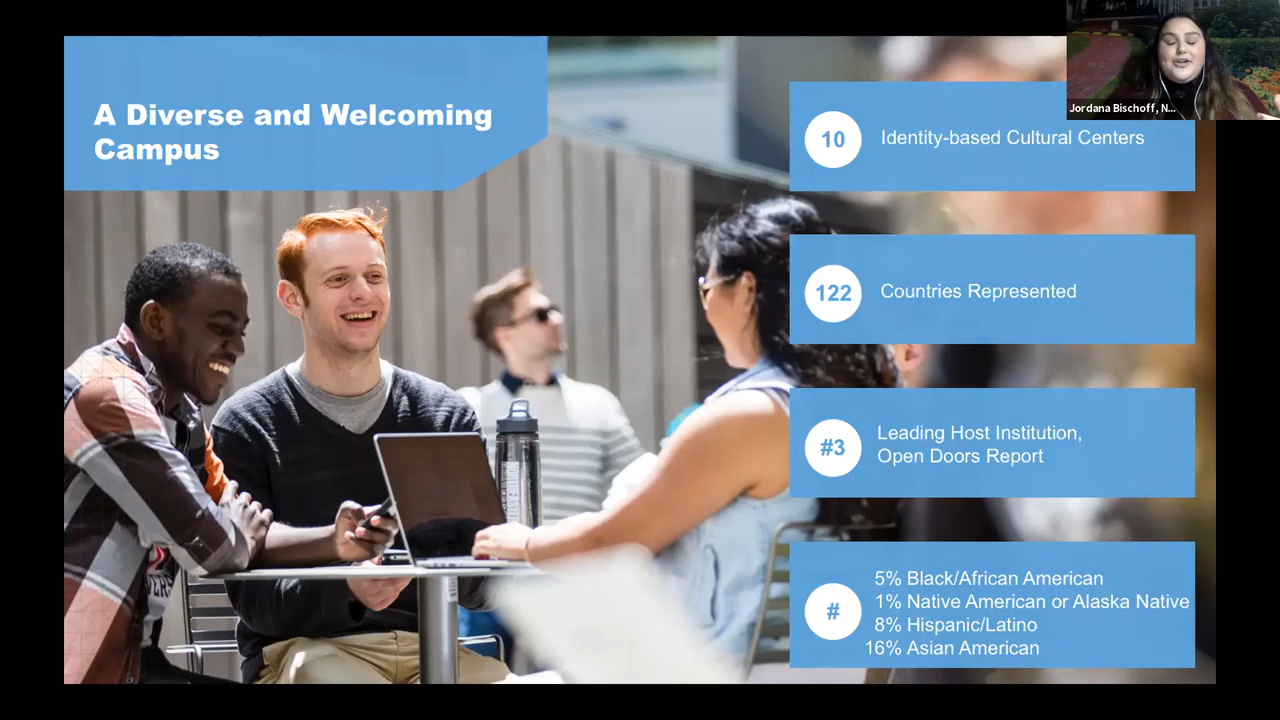 A Diverse and Welcoming
Campus
Jordana Bischoff, N...
10
Identity-based Cultural Centers
122
Countries Represented
#3
Leading Host Institution,
Open Doors Report
#
5% Black/African American
1% Native American or Alaska Native
8% Hispanic/Latino
16% Asian American